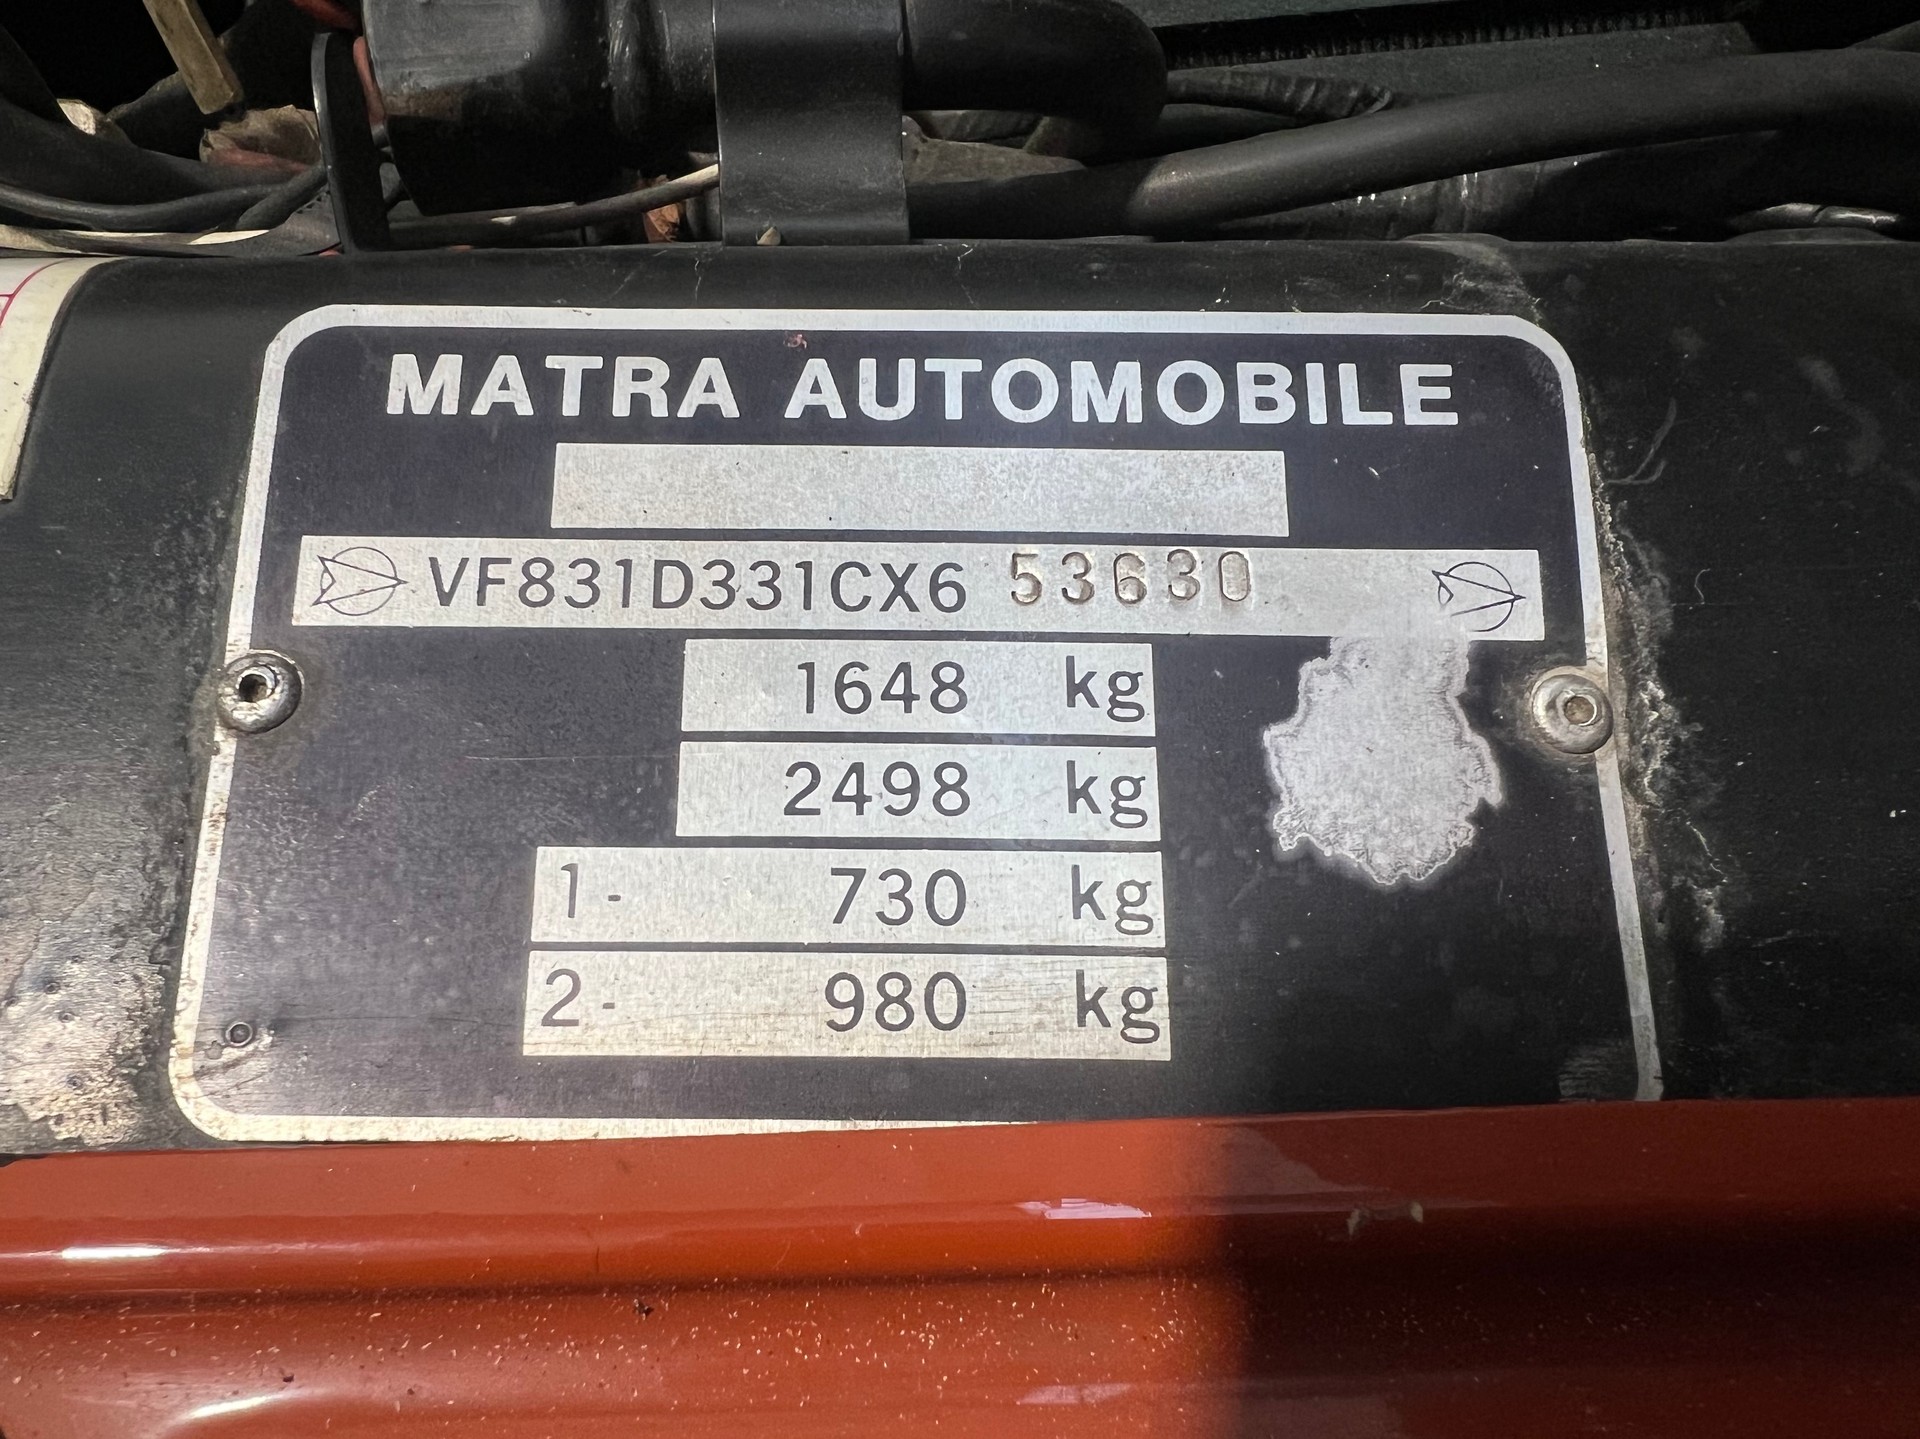 MATRA AUTOMOBILE
VF831D331CX6 53630
1648 kg
2498 kg
1- 730 kg
2- 980 kg